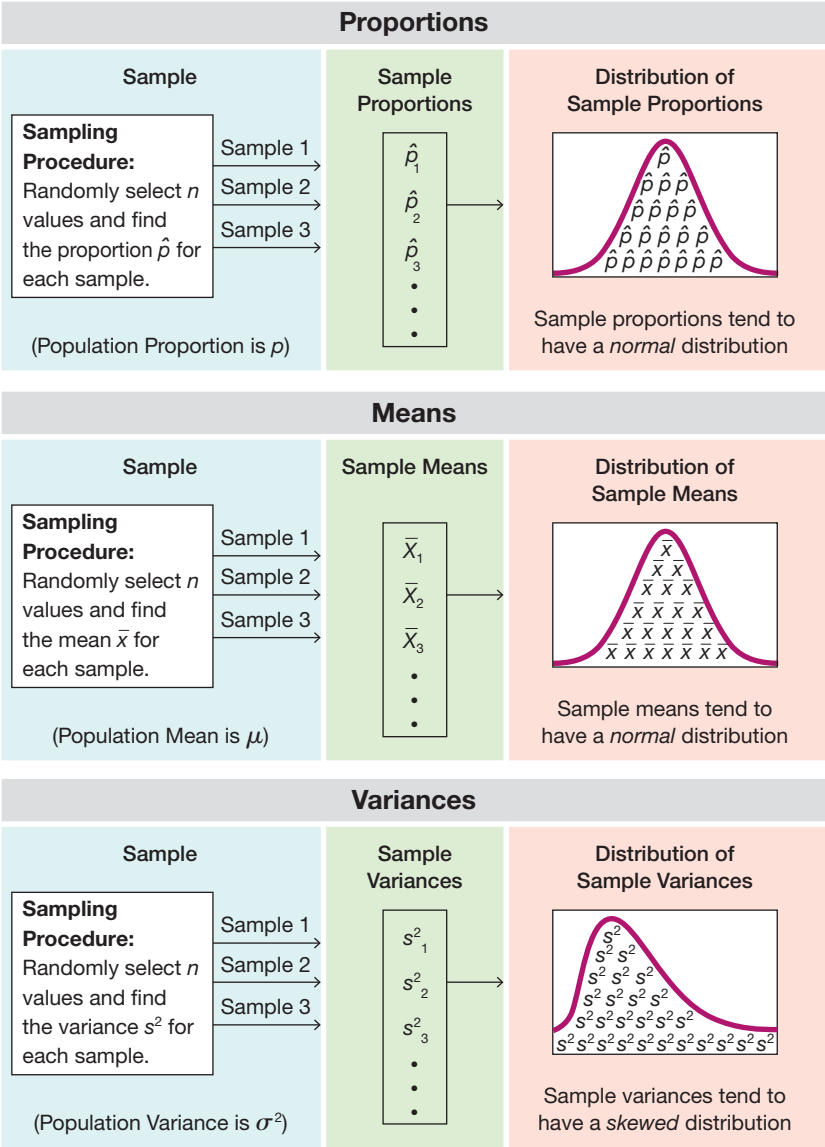 Proportions
Sample
Sampling
Procedure:
Randomly select n
values and find
the proportion p̂ for
each sample.
Sample 1
Sample 2
Sample 3
(Population Proportion is p)
Sample
Proportions
p̂₁
p̂₂
p̂₃
Distribution of
Sample Proportions
p̂
p̂ p̂ p̂
p̂ p̂ p̂ p̂
p̂ p̂ p̂ p̂ p̂
p̂ p̂ p̂ p̂ p̂ p̂ p̂
Sample proportions tend to
have a normal distribution
Means
Sample
Sampling
Procedure:
Randomly select n
values and find
the mean x̄ for
each sample.
Sample 1
Sample 2
Sample 3
(Population Mean is μ)
Sample Means
X̄₁
X̄₂
X̄₃
Distribution of
Sample Means
x̄
x̄ x̄
x̄ x̄ x̄
x̄ x̄ x̄ x̄
x̄ x̄ x̄ x̄ x̄
x̄ x̄ x̄ x̄ x̄ x̄ x̄
Sample means tend to
have a normal distribution
Variances
Sample
Sampling
Procedure:
Randomly select n
values and find
the variance s² for
each sample.
Sample 1
Sample 2
Sample 3
(Population Variance is σ²)
Sample
Variances
s²₁
s²₂
s²₃
Distribution of
Sample Variances
s²
s² s²
s² s² s²
s² s² s² s²
s² s² s² s² s²
s² s² s² s² s² s² s² s² s² s² s²
Sample variances tend to
have a skewed distribution